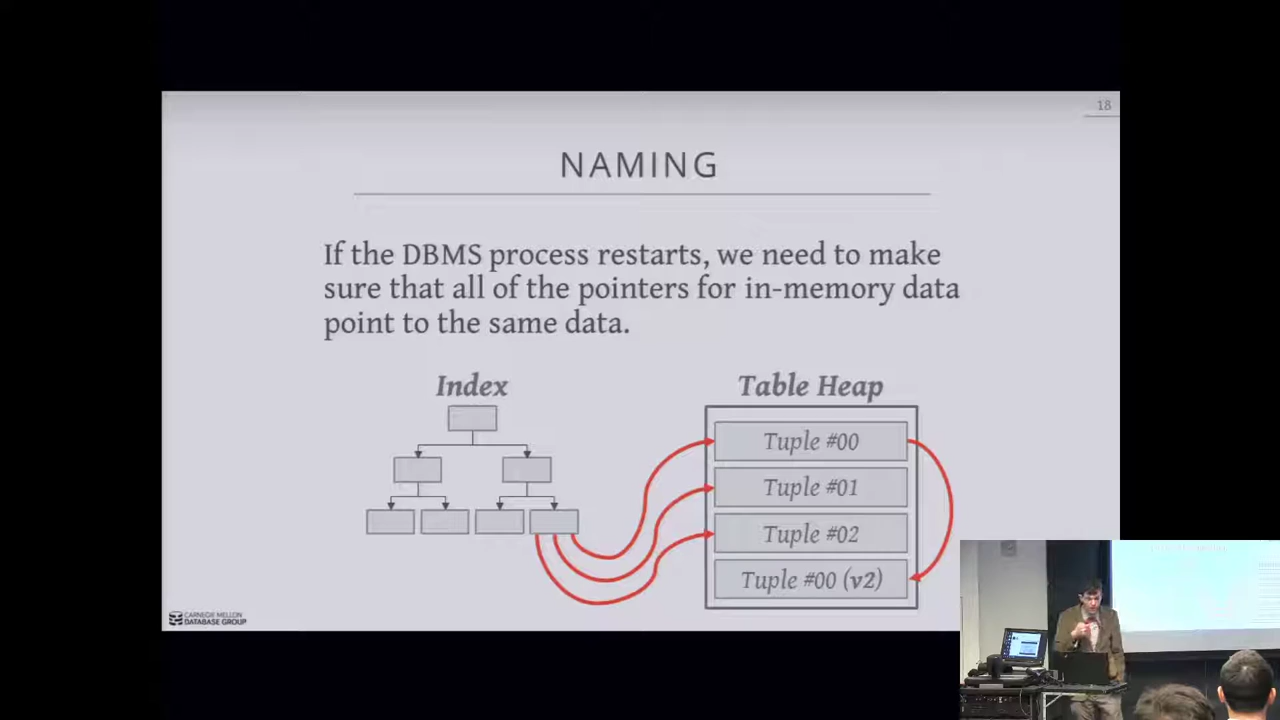 18
NAMING
If the DBMS process restarts, we need to make
sure that all of the pointers for in-memory data
point to the same data.
Index
Table Heap
Tuple #00
Tuple #01
Tuple #02
Tuple #00 (v2)
CARNEGIE MELLON
DATABASE GROUP